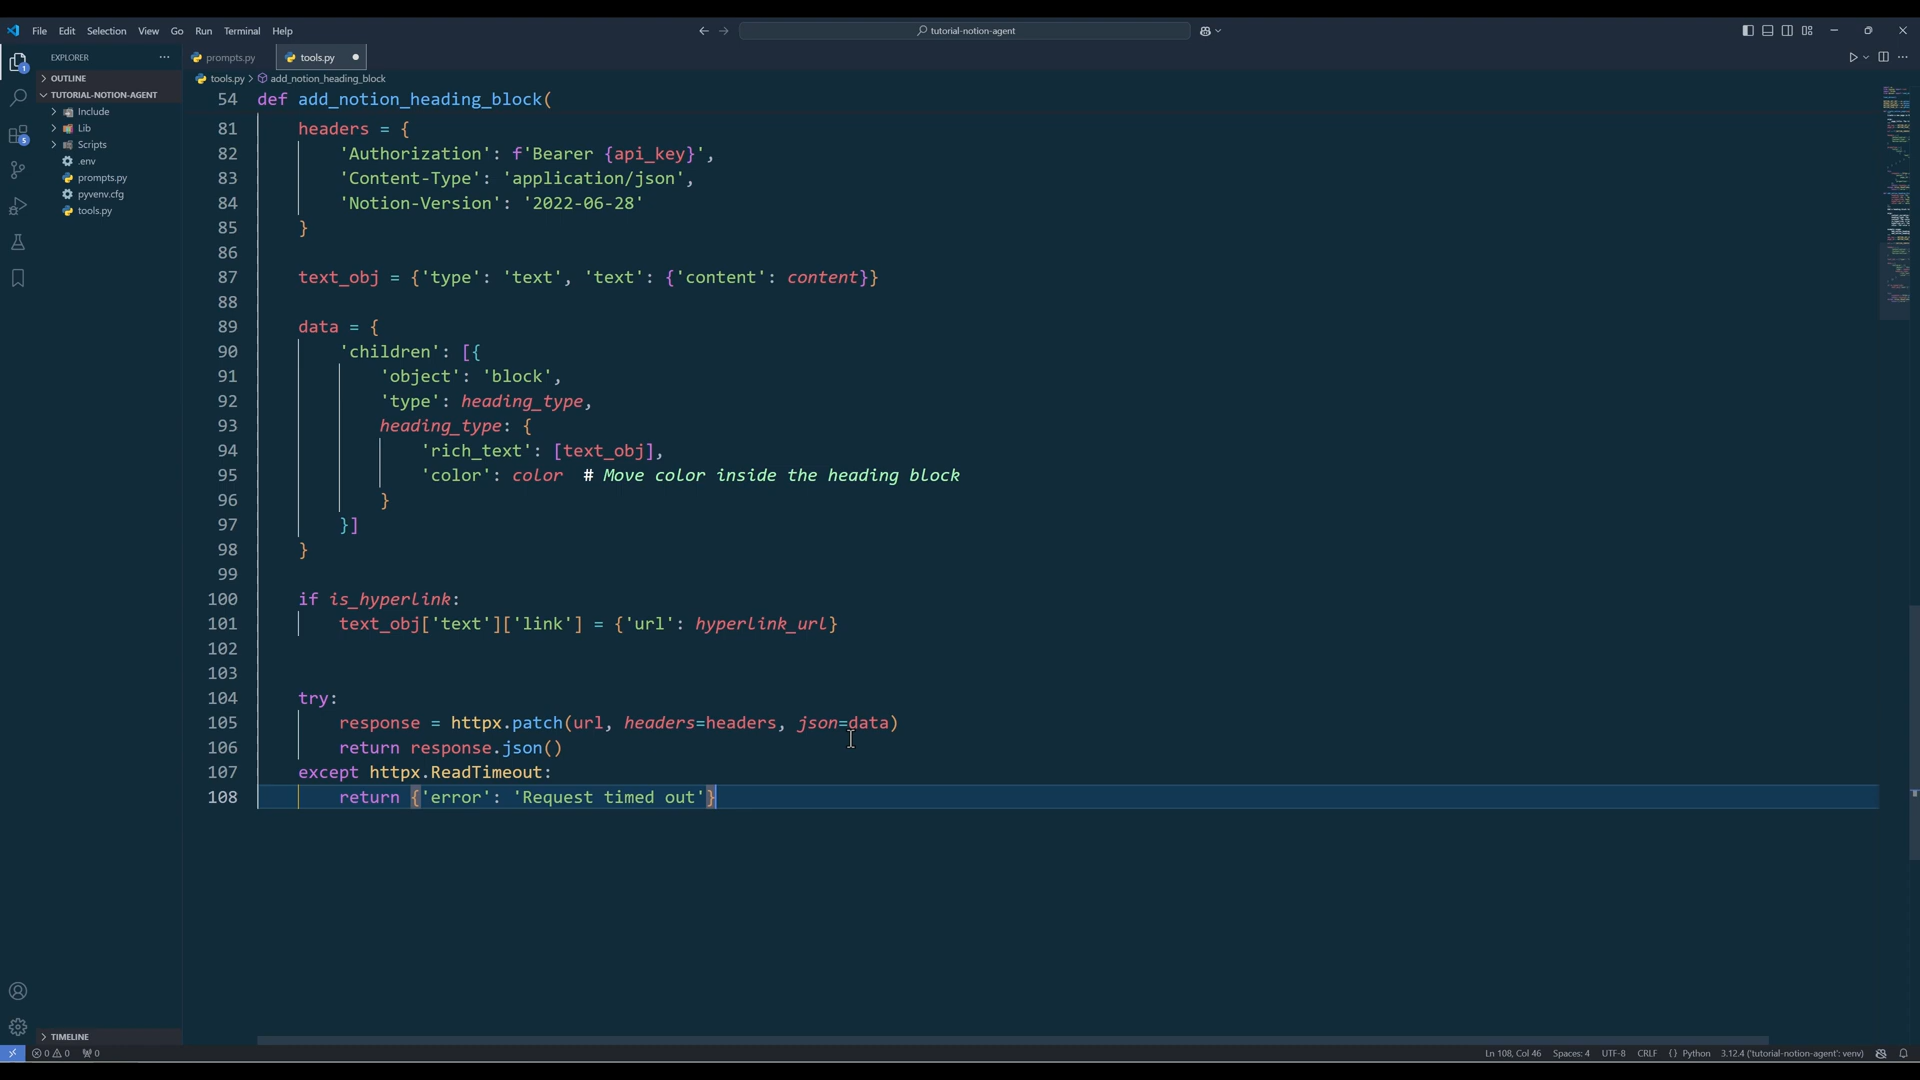 File Edit Selection View Go Run Terminal Help
tutorial-notion-agent
EXPLORER
prompts.py
tools.py
OUTLINE
tools.py > add_notion_heading_block
TUTORIAL-NOTION-AGENT
Include
Lib
Scripts
.env
prompts.py
pyvenv.cfg
tools.py
1
5
54 def add_notion_heading_block(
81 headers = {
82 'Authorization': f'Bearer {api_key}',
83 'Content-Type': 'application/json',
84 'Notion-Version': '2022-06-28'
85 }
86
87 text_obj = {'type': 'text', 'text': {'content': content}}
88
89 data = {
90 'children': [{
91 'object': 'block',
92 'type': heading_type,
93 heading_type: {
94 'rich_text': [text_obj],
95 'color': color # Move color inside the heading block
96 }
97 }]
98 }
99
100 if is_hyperlink:
101 text_obj['text']['link'] = {'url': hyperlink_url}
102
103
104 try:
105 response = httpx.patch(url, headers=headers, json=data)
106 return response.json()
107 except httpx.ReadTimeout:
108 return {'error': 'Request timed out'}
TIMELINE
0 0 0
Ln 108, Col 46 Spaces: 4 UTF-8 CRLF {} Python 3.12.4 ('tutorial-notion-agent': venv)